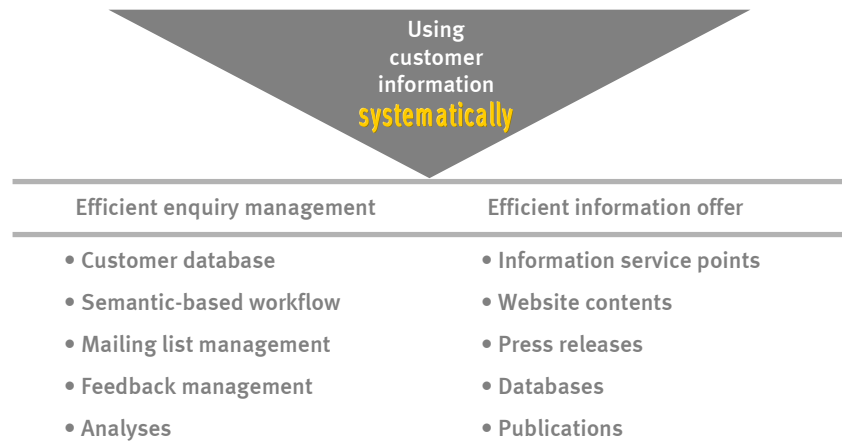 Using
customer
information
systematically
Efficient enquiry management
Efficient information offer
• Customer database
• Semantic-based workflow
• Mailing list management
• Feedback management
• Analyses
• Information service points
• Website contents
• Press releases
• Databases
• Publications